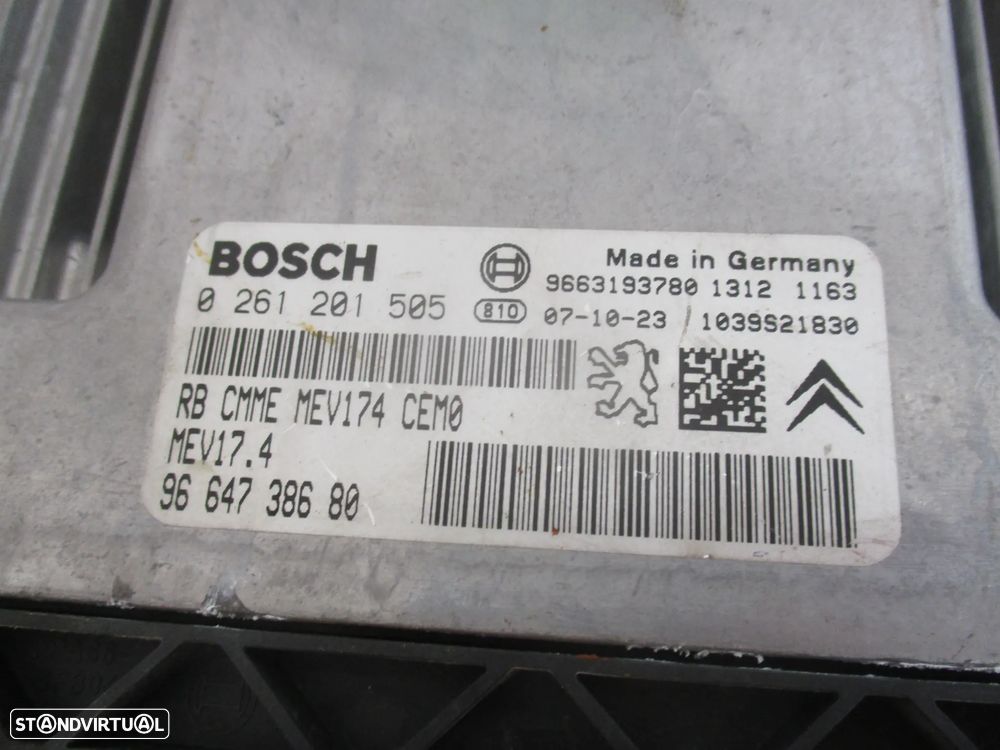 BOSCH
Made in Germany
9663193780 1312 1163
0 261 201 505
810
07-10-23
1039S21830
RB CMME MEV174 CEM0
MEV17.4
96 647 386 80
STANDVIRTUAL